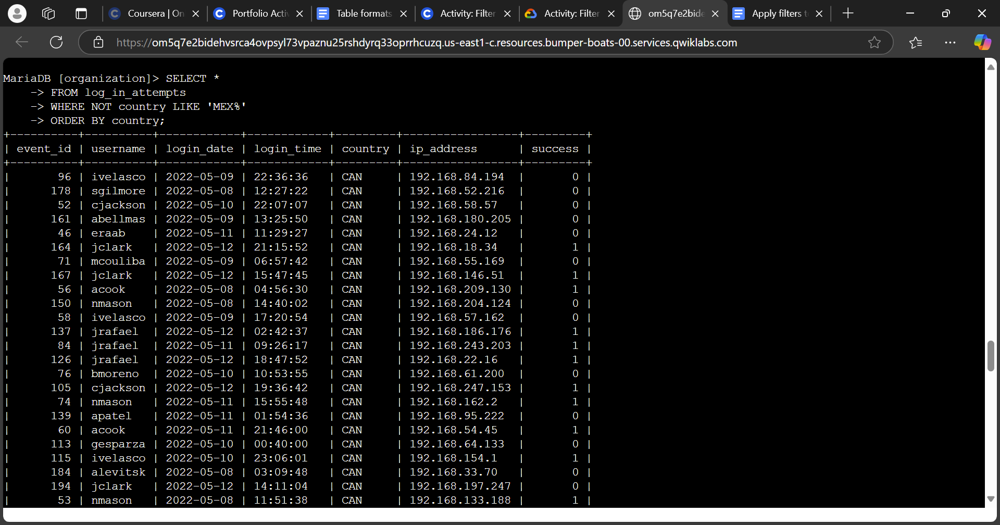 Coursera | On
Portfolio Activ
Table formats
Activity: Filter
Activity: Filter
om5q7e2bide
Apply filters t
https://om5q7e2bidehvsrca4ovpsyl73vpaznu25rshdyrq33oprrhcuzq.us-east1-c.resources.bumper-boats-00.services.qwiklabs.com
MariaDB [organization]> SELECT *
    -> FROM log_in_attempts
    -> WHERE NOT country LIKE 'MEX%'
    -> ORDER BY country;
+----------+----------+------------+------------+---------+-----------------+---------+
| event_id | username | login_date | login_time | country | ip_address      | success |
+----------+----------+------------+------------+---------+-----------------+---------+
|       96 | ivelasco | 2022-05-09 | 22:36:36   | CAN     | 192.168.84.194  |       0 |
|      178 | sgilmore | 2022-05-08 | 12:27:22   | CAN     | 192.168.52.216  |       0 |
|       52 | cjackson | 2022-05-10 | 22:07:07   | CAN     | 192.168.58.57   |       0 |
|      161 | abellmas | 2022-05-09 | 13:25:50   | CAN     | 192.168.180.205 |       0 |
|       46 | eraab    | 2022-05-11 | 11:29:27   | CAN     | 192.168.24.12   |       0 |
|      164 | jclark   | 2022-05-12 | 21:15:52   | CAN     | 192.168.18.34   |       1 |
|       71 | mcouliba | 2022-05-09 | 06:57:42   | CAN     | 192.168.55.169  |       0 |
|      167 | jclark   | 2022-05-12 | 15:47:45   | CAN     | 192.168.146.51  |       1 |
|       56 | acook    | 2022-05-08 | 04:56:30   | CAN     | 192.168.209.130 |       1 |
|      150 | nmason   | 2022-05-08 | 14:40:02   | CAN     | 192.168.204.124 |       0 |
|       58 | ivelasco | 2022-05-09 | 17:20:54   | CAN     | 192.168.57.162  |       0 |
|      137 | jrafael  | 2022-05-12 | 02:42:37   | CAN     | 192.168.186.176 |       1 |
|       84 | jrafael  | 2022-05-11 | 09:26:17   | CAN     | 192.168.243.203 |       1 |
|      126 | jrafael  | 2022-05-12 | 18:47:52   | CAN     | 192.168.22.16   |       1 |
|       76 | bmoreno  | 2022-05-10 | 10:53:55   | CAN     | 192.168.61.200  |       0 |
|      105 | cjackson | 2022-05-12 | 19:36:42   | CAN     | 192.168.247.153 |       1 |
|       74 | nmason   | 2022-05-11 | 15:55:48   | CAN     | 192.168.162.2   |       1 |
|      139 | apatel   | 2022-05-11 | 01:54:36   | CAN     | 192.168.95.222  |       0 |
|       60 | acook    | 2022-05-11 | 21:46:00   | CAN     | 192.168.54.45   |       1 |
|      113 | gesparza | 2022-05-10 | 00:40:00   | CAN     | 192.168.64.133  |       0 |
|      115 | ivelasco | 2022-05-10 | 23:06:01   | CAN     | 192.168.154.1   |       1 |
|      184 | alevitsk | 2022-05-08 | 03:09:48   | CAN     | 192.168.33.70   |       0 |
|      194 | jclark   | 2022-05-12 | 14:11:04   | CAN     | 192.168.197.247 |       0 |
|       53 | nmason   | 2022-05-08 | 11:51:38   | CAN     | 192.168.133.188 |       1 |